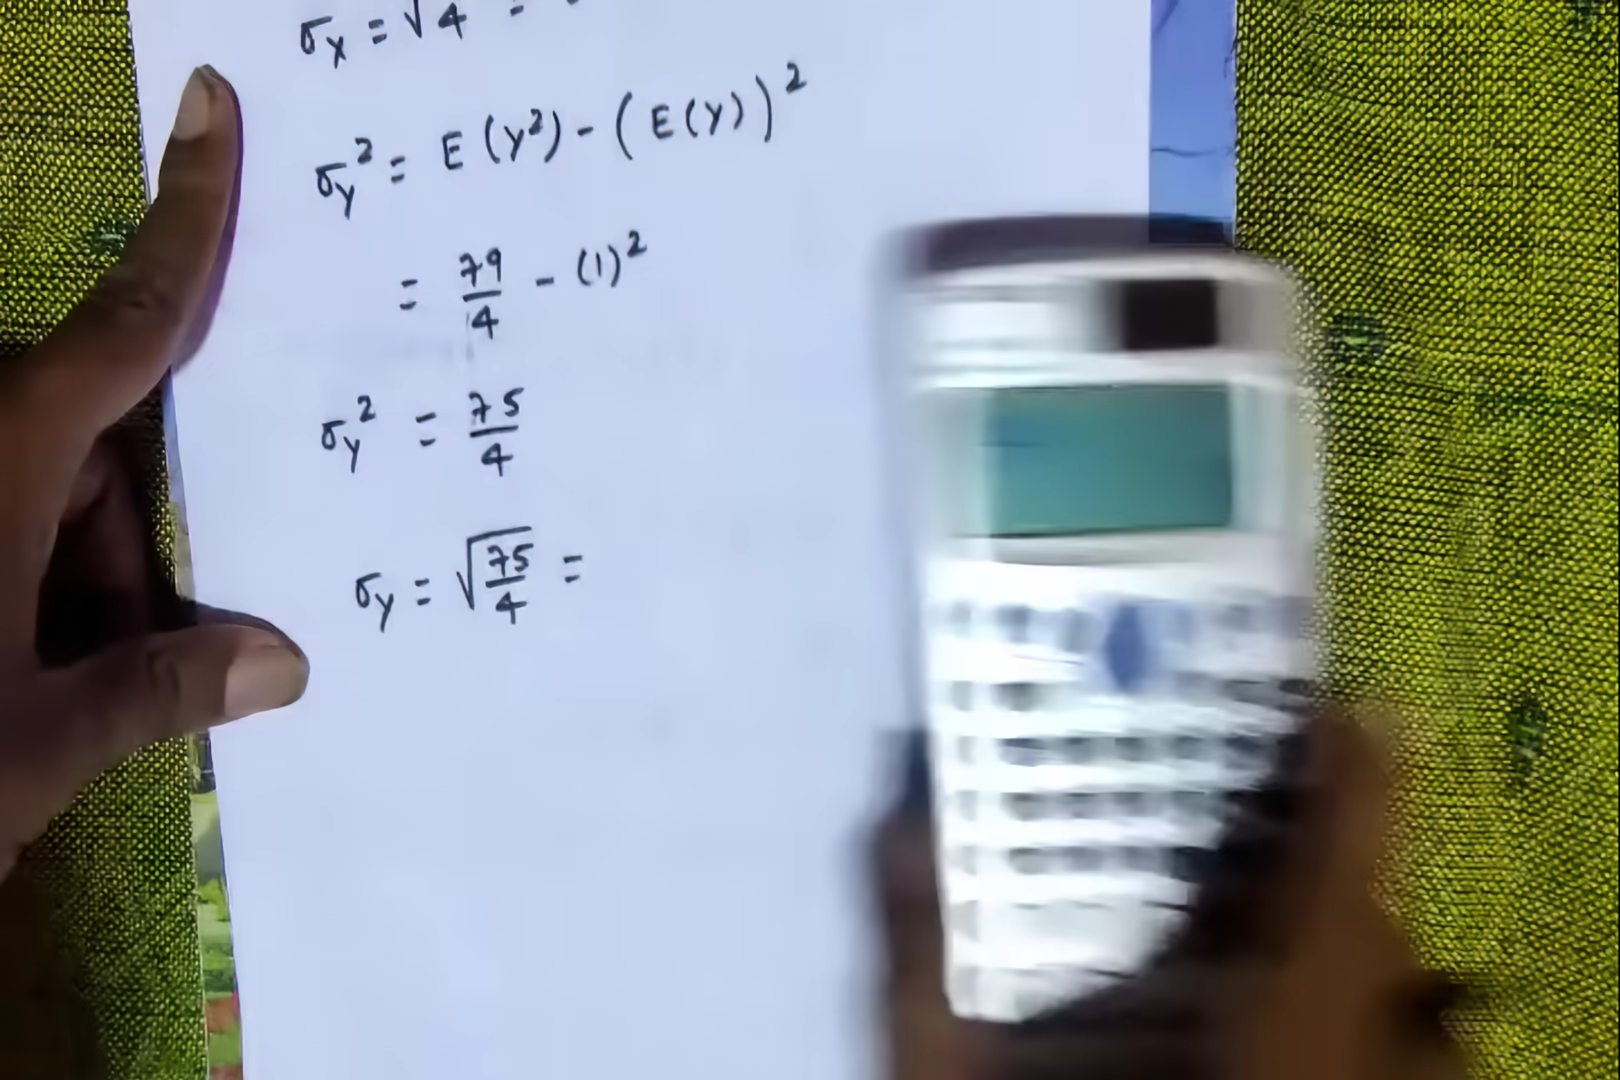 σx = √4 =
σy² = E(y²) - (E(y))²
= 79/4 - (1)²
σy² = 75/4
σy = √75/4 =